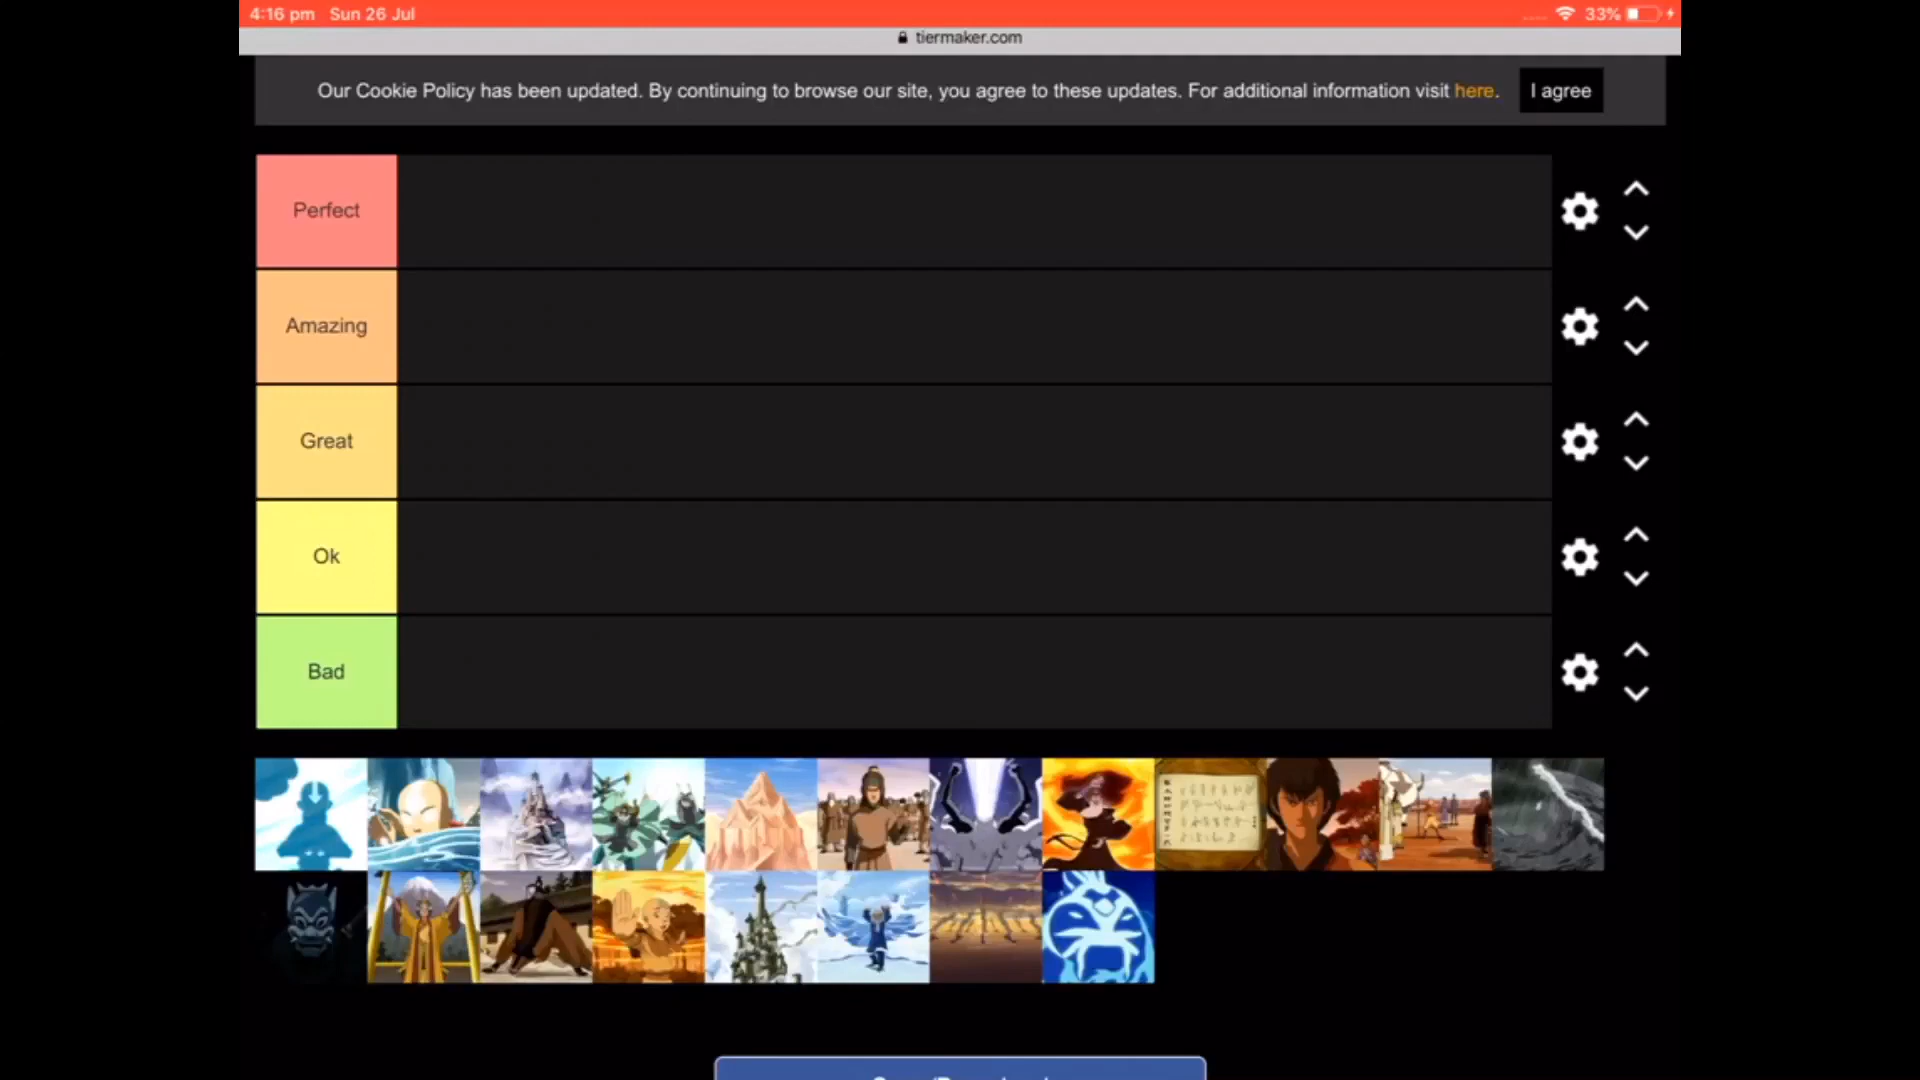 4:16 pm Sun 26 Jul
33%
tiermaker.com
Our Cookie Policy has been updated. By continuing to browse our site, you agree to these updates. For additional information visit here.
I agree
Perfect
Amazing
Great
Ok
Bad